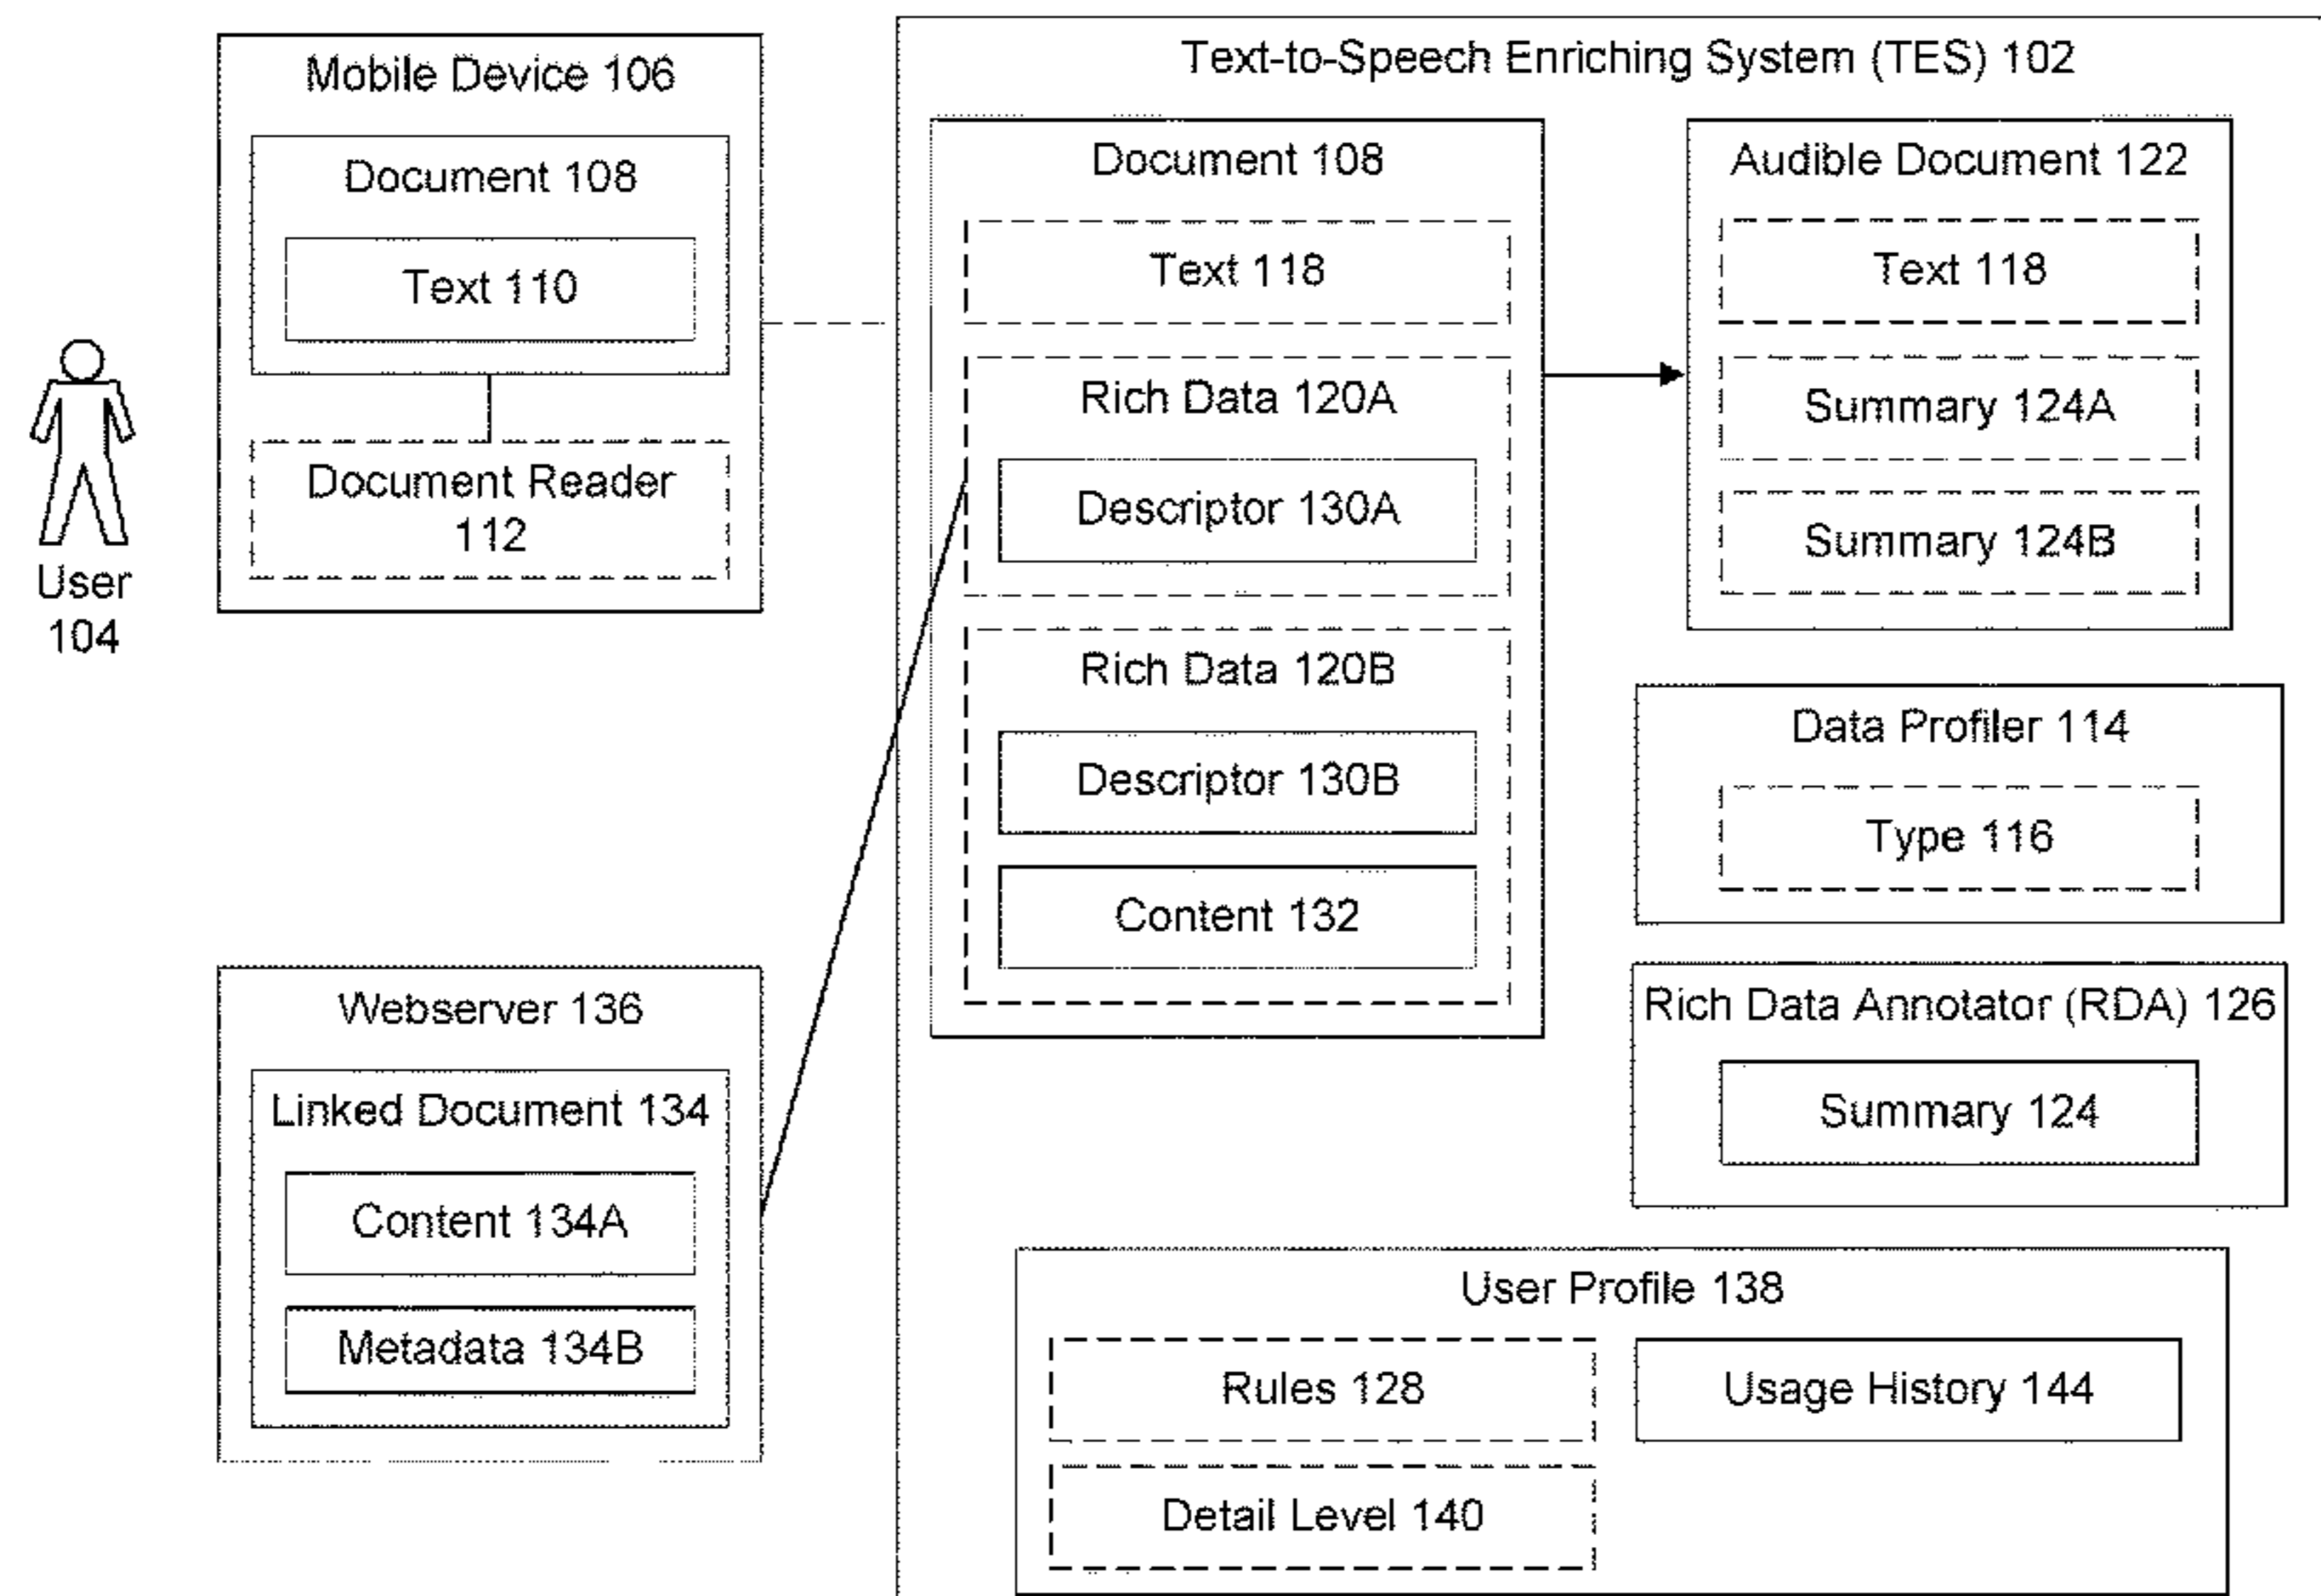 Mobile Device 106
Document 108
Text 110
Document Reader
112
User
104
Webserver 136
Linked Document 134
Content 134A
Metadata 134B
Text-to-Speech Enriching System (TES) 102
Document 108
Text 118
Rich Data 120A
Descriptor 130A
Rich Data 120B
Descriptor 130B
Content 132
Audible Document 122
Text 118
Summary 124A
Summary 124B
Data Profiler 114
Type 116
Rich Data Annotator (RDA) 126
Summary 124
User Profile 138
Rules 128
Usage History 144
Detail Level 140